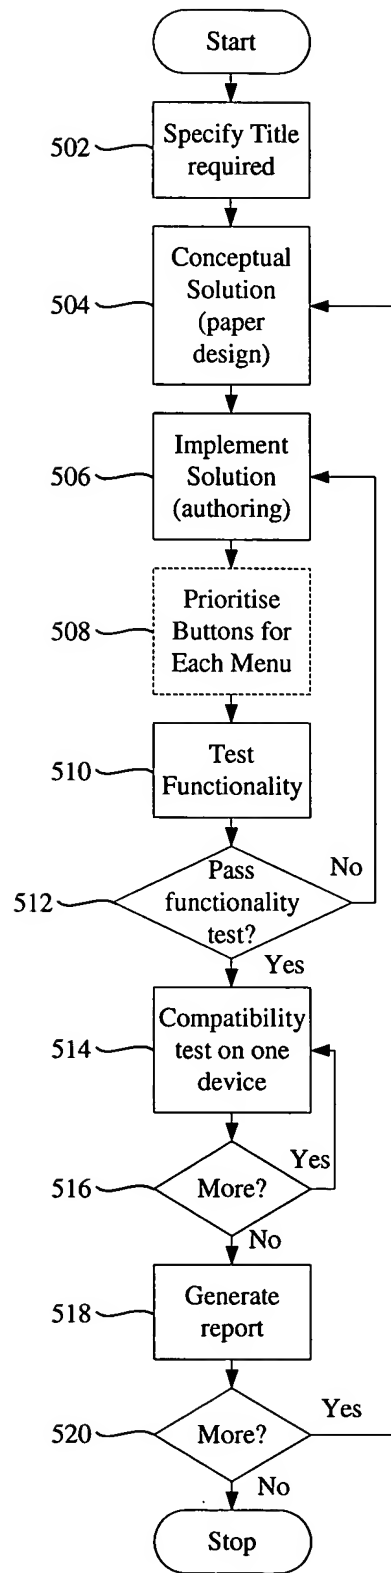 Start
502
Specify Title
required
504
Conceptual
Solution
(paper
design)
506
Implement
Solution
(authoring)
508
Prioritise
Buttons for
Each Menu
510
Test
Functionality
512
Pass
functionality
test?
No
Yes
514
Compatibility
test on one
device
516
More?
Yes
No
518
Generate
report
520
More?
Yes
No
Stop